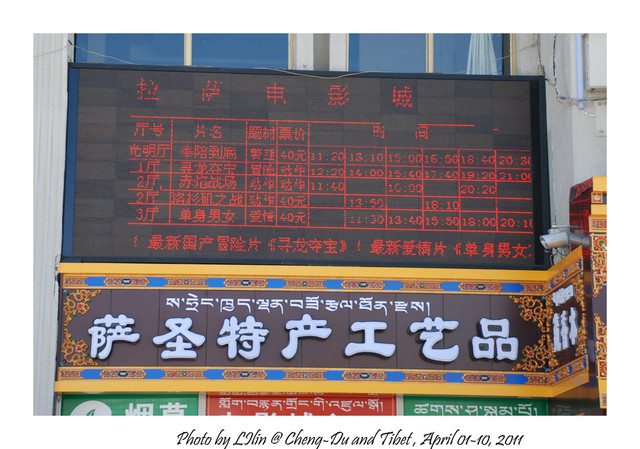 拉 萨 电 影 城
厅号 片名 题材 票价 时 间
光明厅 奉陪到底 警匪 40元 11:20 13:10 15:00 16:50 18:40 20:30
1厅 寻龙夺宝 冒险 40元 12:20 14:00 15:40 17:40 19:20 21:00
2厅 赤焰战场 动作 40元 11:40 16:00 20:20
2厅 洛杉矶之战 动作 40元 13:50 18:10
3厅 单身男女 爱情 40元 11:30 13:40 15:50 18:00 20:10
! 最新国产冒险片《寻龙夺宝》! 最新爱情片《单身男女
ས་ཧྲེང་ཁྱད་ལྡན་བཟོ་རྩལ་ཐོན་རྫས།
萨圣特产工艺品
烟草
Photo by LIlin @ Cheng-Du and Tibet , April 01-10, 2011